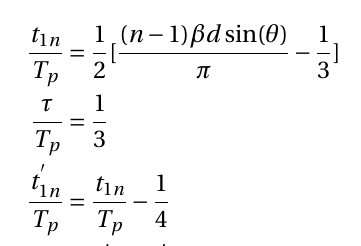 t_{1n}/T_p = 1/2 [ (n − 1)βd sin(θ)/π − 1/3 ]
τ/T_p = 1/3
t'_{1n}/T_p = t_{1n}/T_p − 1/4